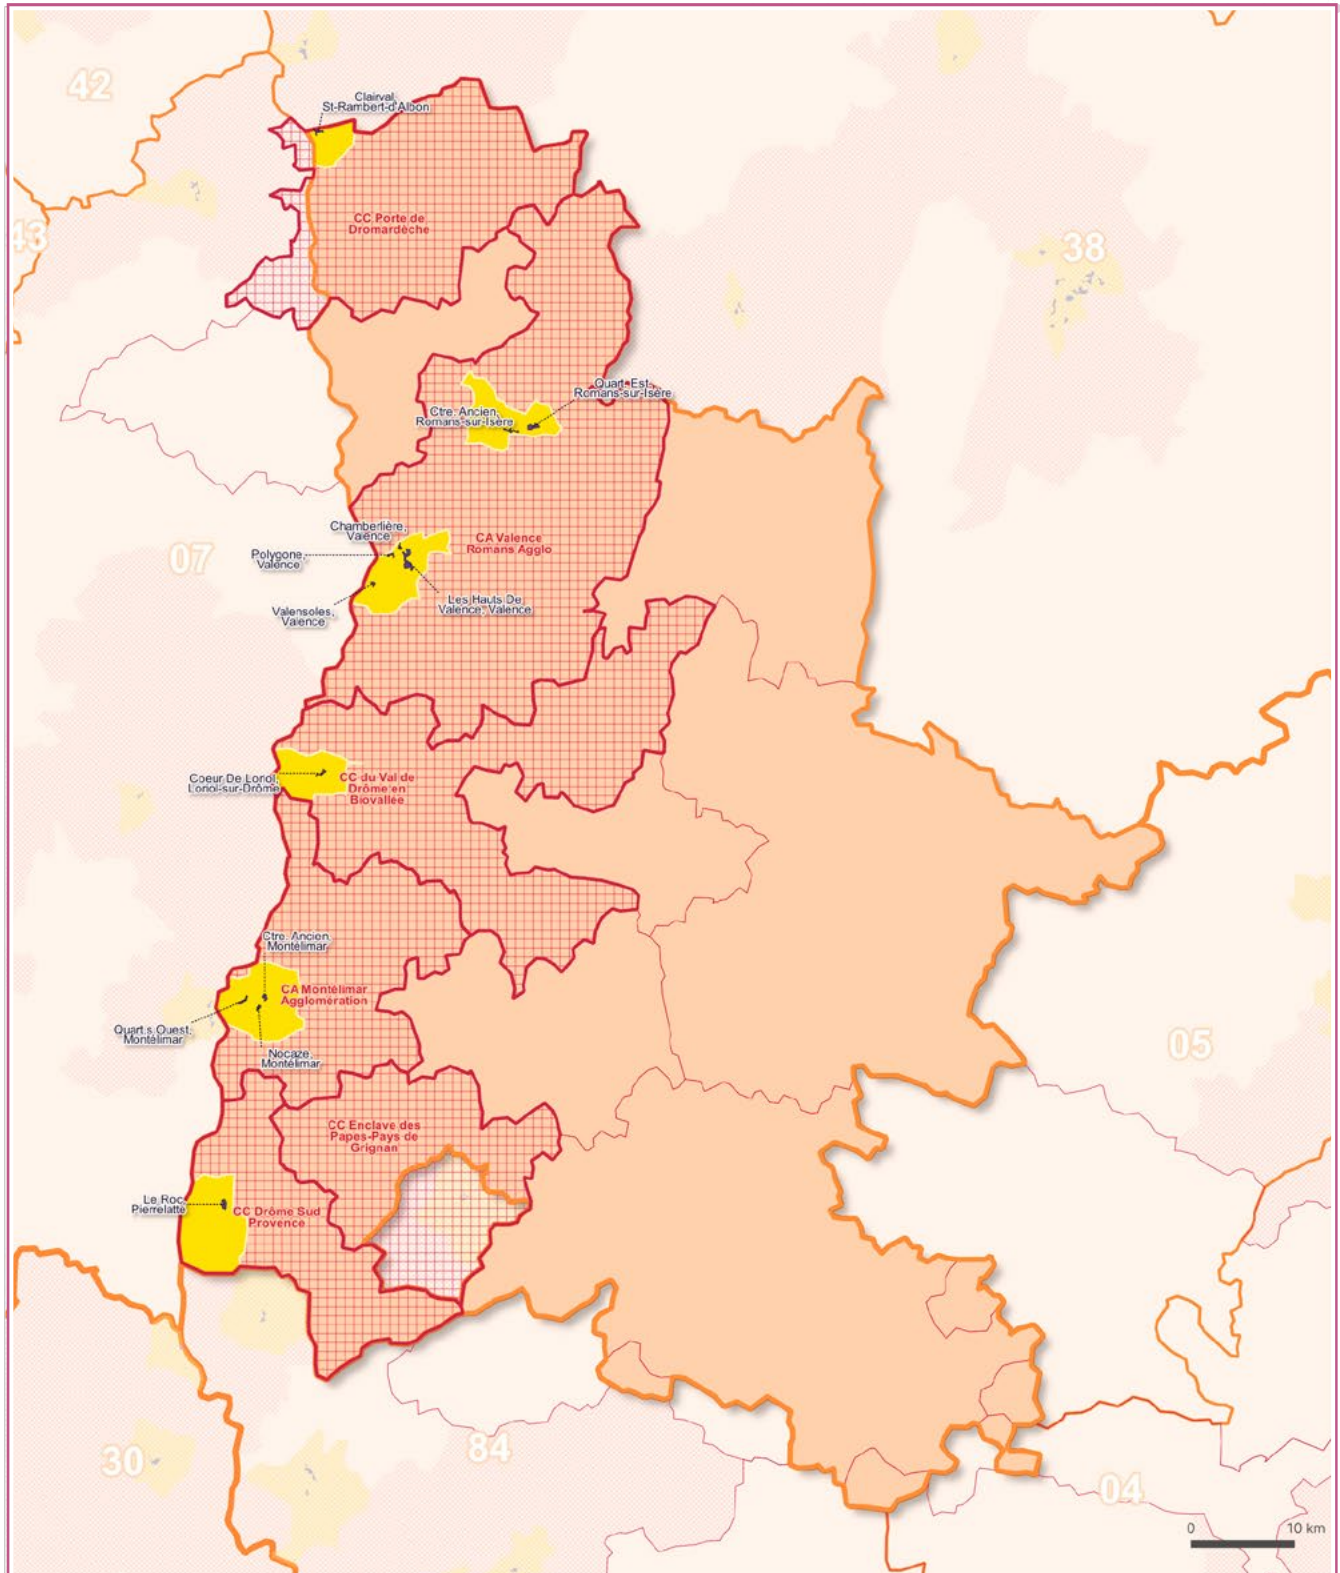 42
Clairval,
St-Rambert-d'Albon
43
CC Porte de
Dromardèche
38
Quart. Est,
Romans-sur-Isère
Ctre. Ancien,
Romans-sur-Isère
Chamberlière,
Valence
CA Valence
Romans Agglo
07
Polygone,
Valence
Les Hauts De
Valence, Valence
Valensoles,
Valence
Coeur De Loriol,
Loriol-sur-Drôme
CC du Val de
Drôme en
Biovallée
Ctre. Ancien,
Montélimar
CA Montélimar
Agglomération
Quart.s Ouest,
Montélimar
Nocaze,
Montélimar
05
CC Enclave des
Papes-Pays de
Grignan
Le Roc,
Pierrelatte
CC Drôme Sud
Provence
30
84
04
0 10 km